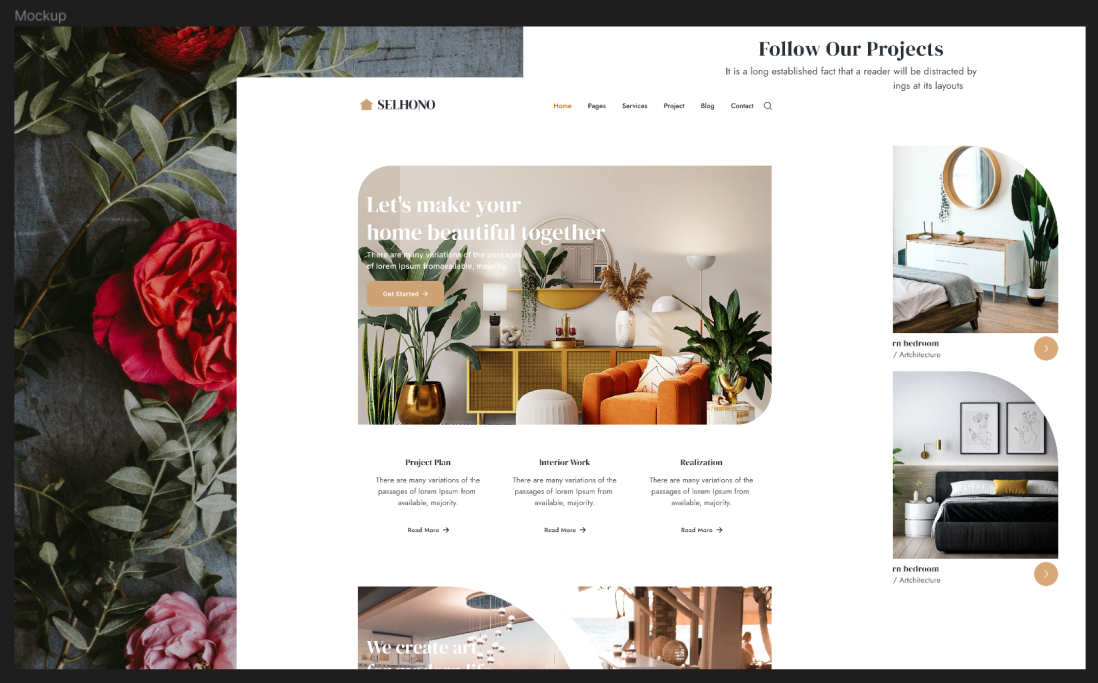 Mockup
Follow Our Projects
It is a long established fact that a reader will be distracted by
ings at its layouts
SELHONO
Home Pages Services Project Blog Contact
Let's make your
home beautiful together
There are many variations of the passages
of lorem Ipsum fromavailable, majority.
Get Started →
rn bedroom
/ Artchitecture
Project Plan
There are many variations of the
passages of lorem Ipsum from
available, majority.
Read More →
Interior Work
There are many variations of the
passages of lorem Ipsum from
available, majority.
Read More →
Realization
There are many variations of the
passages of lorem Ipsum from
available, majority.
Read More →
rn bedroom
/ Artchitecture
We create art